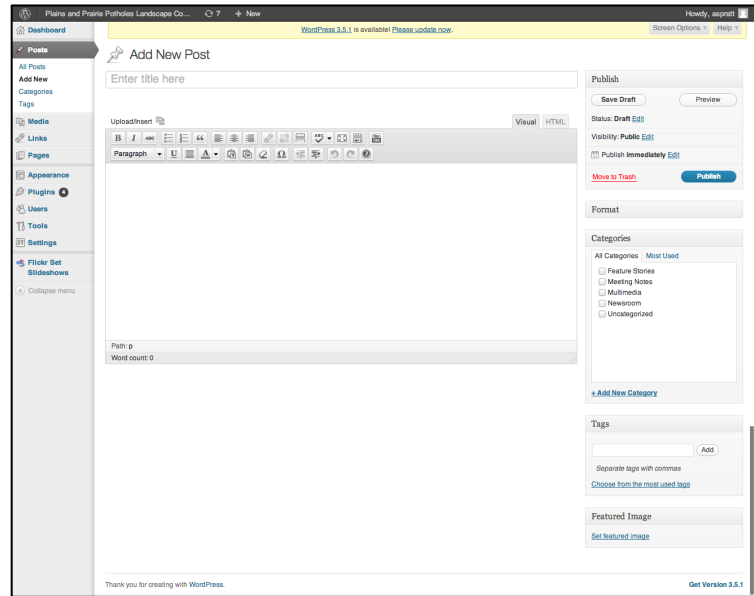 Plains and Prairie Potholes Landscape Co... 7 + New Howdy, aspratt
Dashboard
Posts
All Posts
Add New
Categories
Tags
Media
Links
Pages
Appearance
Plugins 4
Users
Tools
Settings
Flickr Set
Slideshows
Collapse menu
WordPress 3.5.1 is available! Please update now.
Screen Options Help
Add New Post
Enter title here
Upload/Insert
Visual HTML
B I ABC ABC
Paragraph U A Ω
Path: p
Word count: 0
Publish
Save Draft Preview
Status: Draft Edit
Visibility: Public Edit
Publish immediately Edit
Move to Trash Publish
Format
Categories
All Categories Most Used
Feature Stories
Meeting Notes
Multimedia
Newsroom
Uncategorized
+ Add New Category
Tags
Add
Separate tags with commas
Choose from the most used tags
Featured Image
Set featured image
Thank you for creating with WordPress. Get Version 3.5.1